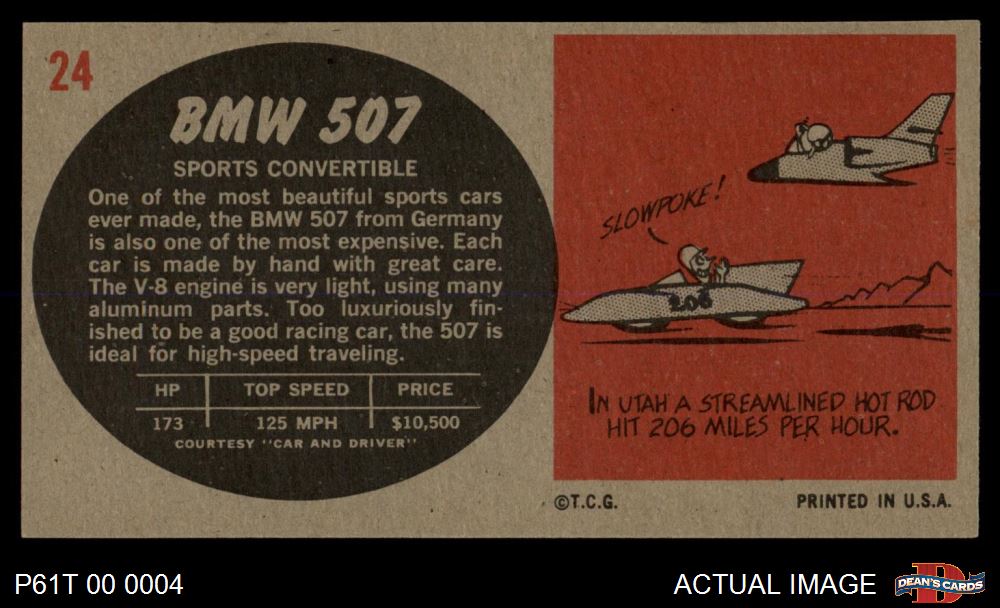 24
BMW 507
SPORTS CONVERTIBLE
One of the most beautiful sports cars
ever made, the BMW 507 from Germany
is also one of the most expensive. Each
car is made by hand with great care.
The V-8 engine is very light, using many
aluminum parts. Too luxuriously fin-
ished to be a good racing car, the 507 is
ideal for high-speed traveling.
HP TOP SPEED PRICE
173 125 MPH $10,500
COURTESY "CAR AND DRIVER"
SLOWPOKE!
206
IN UTAH A STREAMLINED HOT ROD
HIT 206 MILES PER HOUR.
©T.C.G. PRINTED IN U.S.A.
P61T 00 0004 ACTUAL IMAGE DEAN'S CARDS